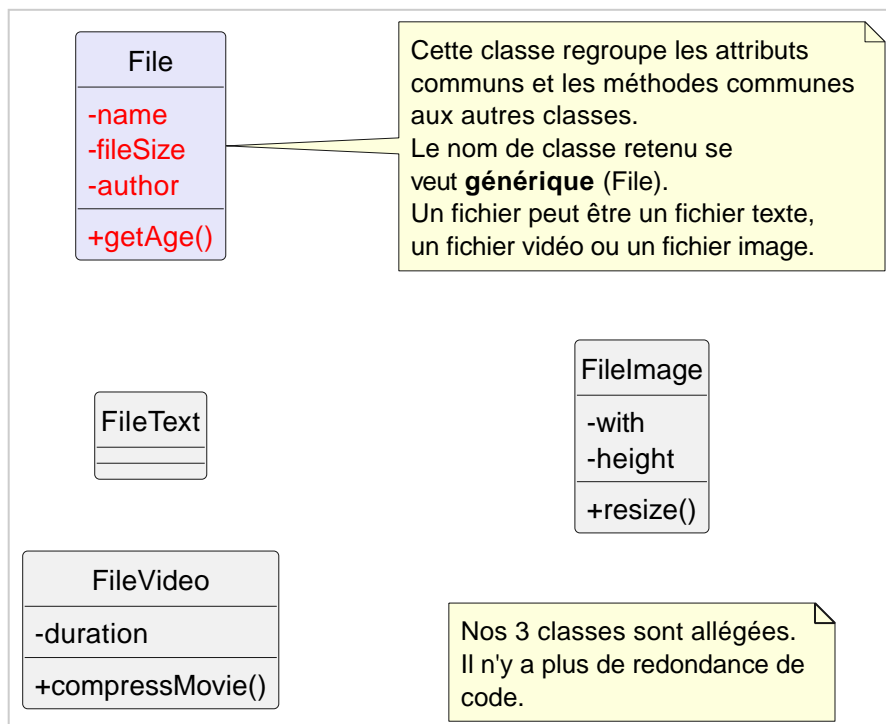 File
-name
-fileSize
-author
+getAge()
Cette classe regroupe les attributs
communs et les méthodes communes
aux autres classes.
Le nom de classe retenu se
veut générique (File).
Un fichier peut être un fichier texte,
un fichier vidéo ou un fichier image.
FileText
FileImage
-with
-height
+resize()
FileVideo
-duration
+compressMovie()
Nos 3 classes sont allégées.
Il n'y a plus de redondance de
code.